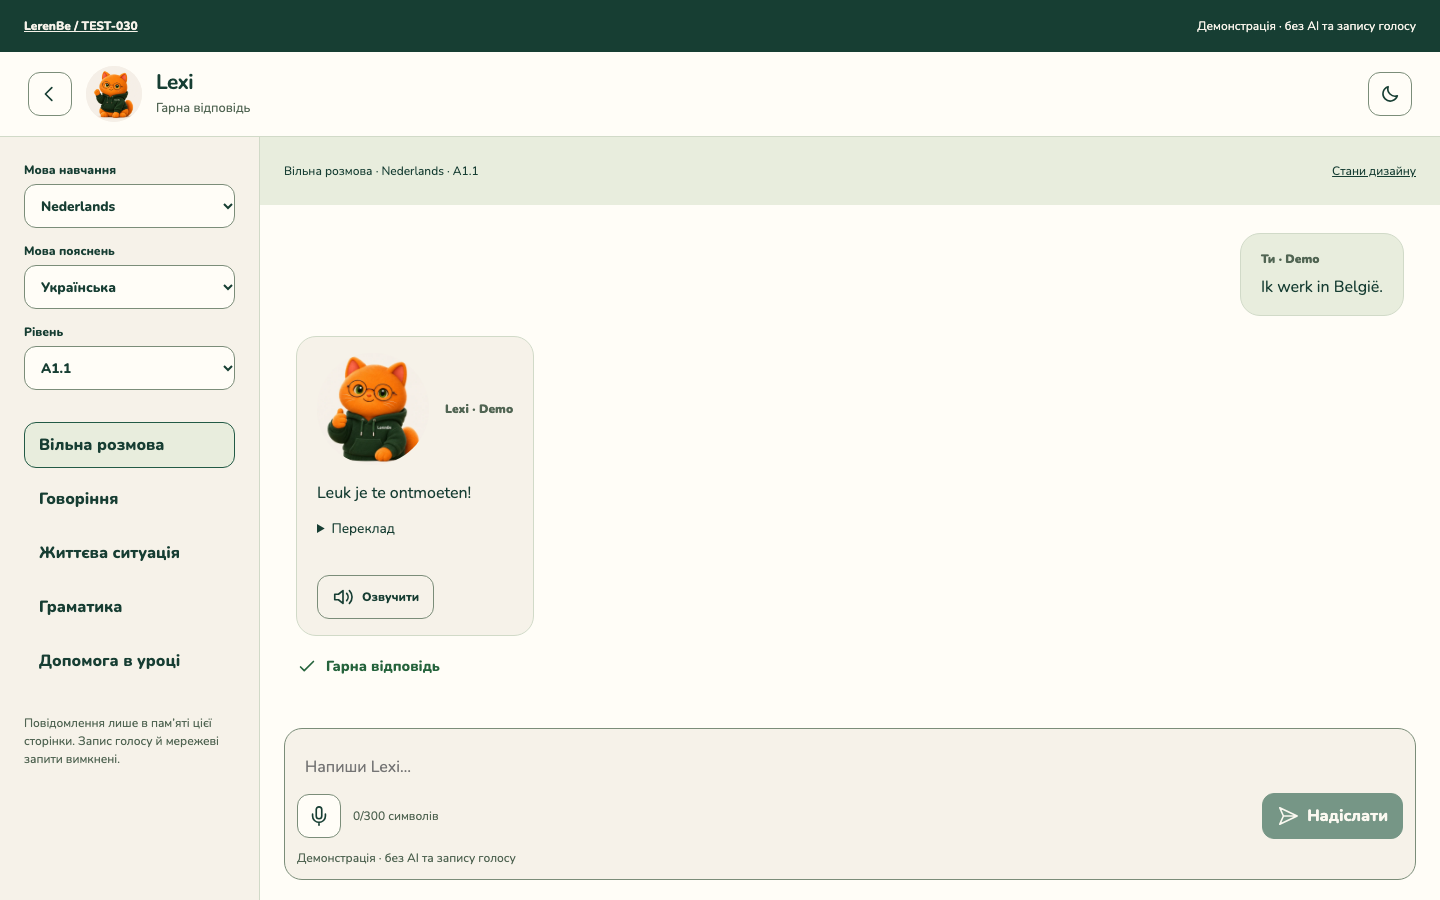 LerenBe / TEST-030
Демонстрація · без AI та запису голосу
Lexi
Гарна відповідь
Мова навчання
Nederlands
Мова пояснень
Українська
Рівень
A1.1
Вільна розмова
Говоріння
Життєва ситуація
Граматика
Допомога в уроці
Повідомлення лише в пам'яті цієї
сторінки. Запис голосу й мережеві
запити вимкнені.
Вільна розмова · Nederlands · A1.1
Стани дизайну
Ти · Demo
Ik werk in België.
Lexi · Demo
Leuk je te ontmoeten!
Переклад
Озвучити
Гарна відповідь
Напиши Lexi...
0/300 символів
Надіслати
Демонстрація · без AI та запису голосу